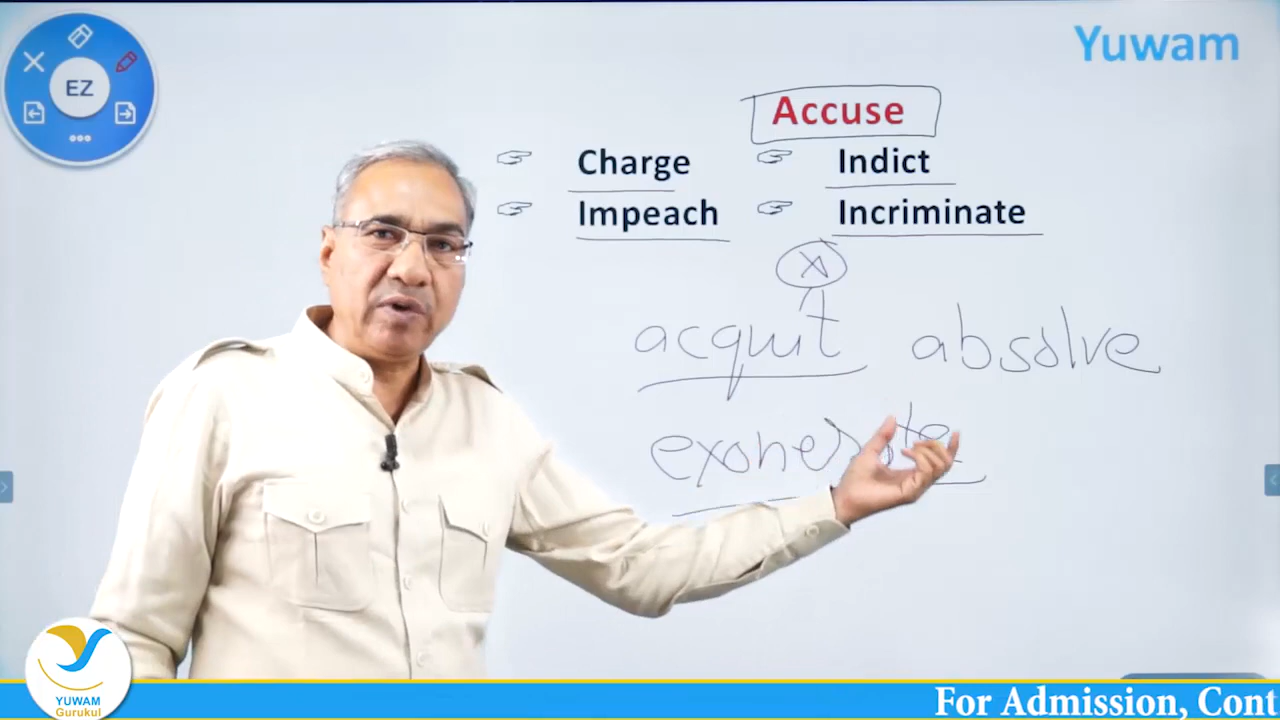 Yuwam
EZ
Accuse
Charge Indict
Impeach Incriminate
acquit absolve
exonerate
YUWAM
Gurukul
For Admission, Cont